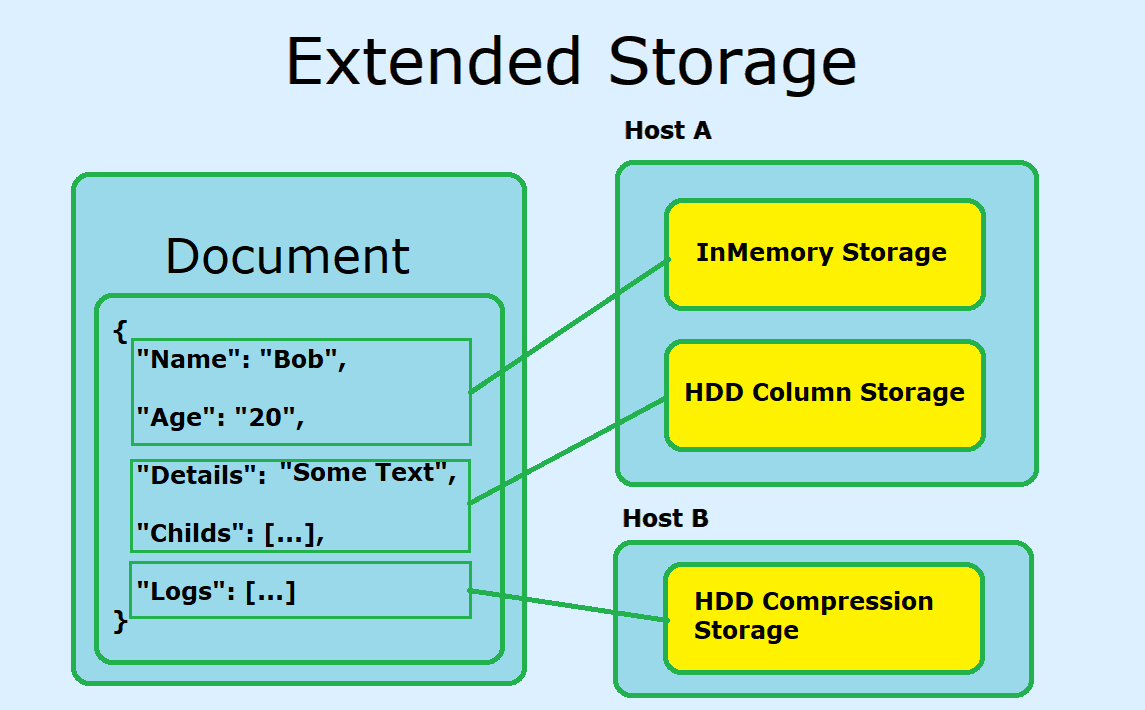 Extended Storage
Document
{
"Name": "Bob",
"Age": "20",
"Details": "Some Text",
"Childs": [...],
"Logs": [...]
}
Host A
InMemory Storage
HDD Column Storage
Host B
HDD Compression
Storage